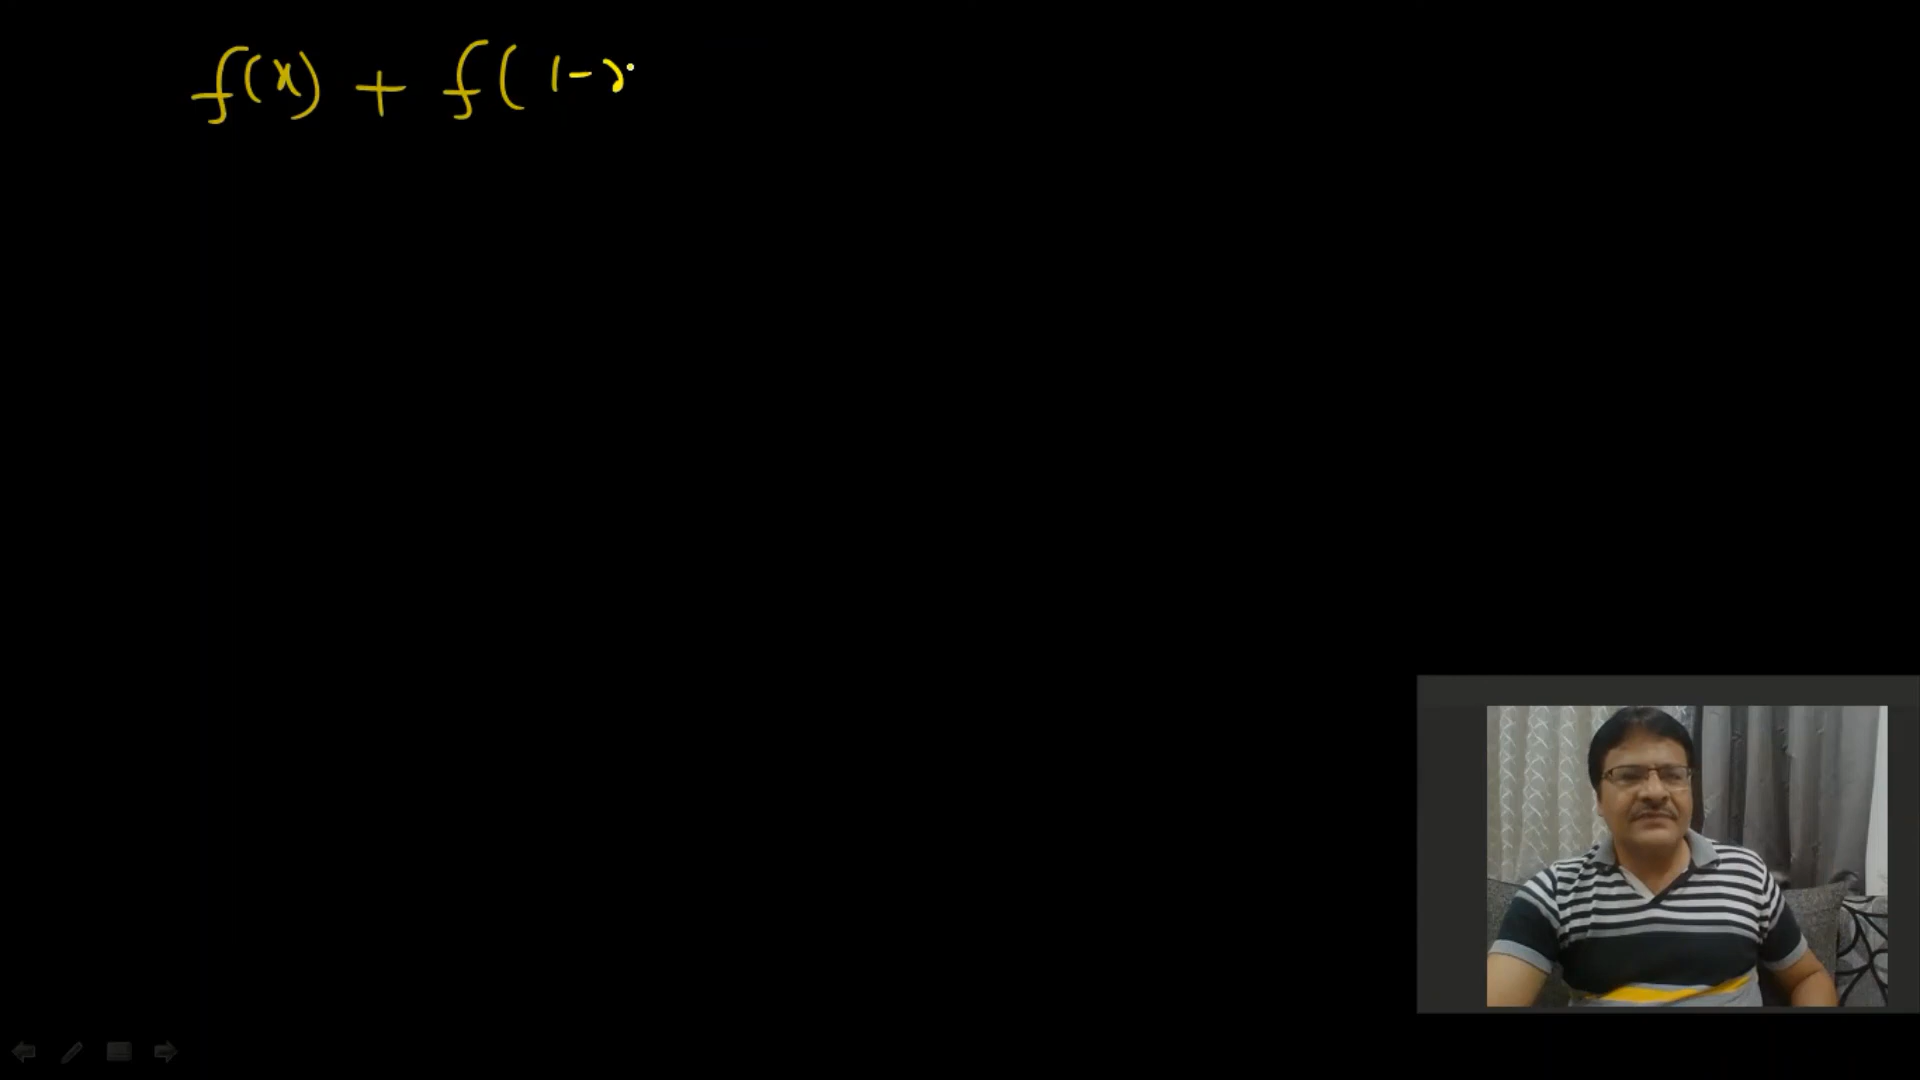 f(x) + f( 1-x